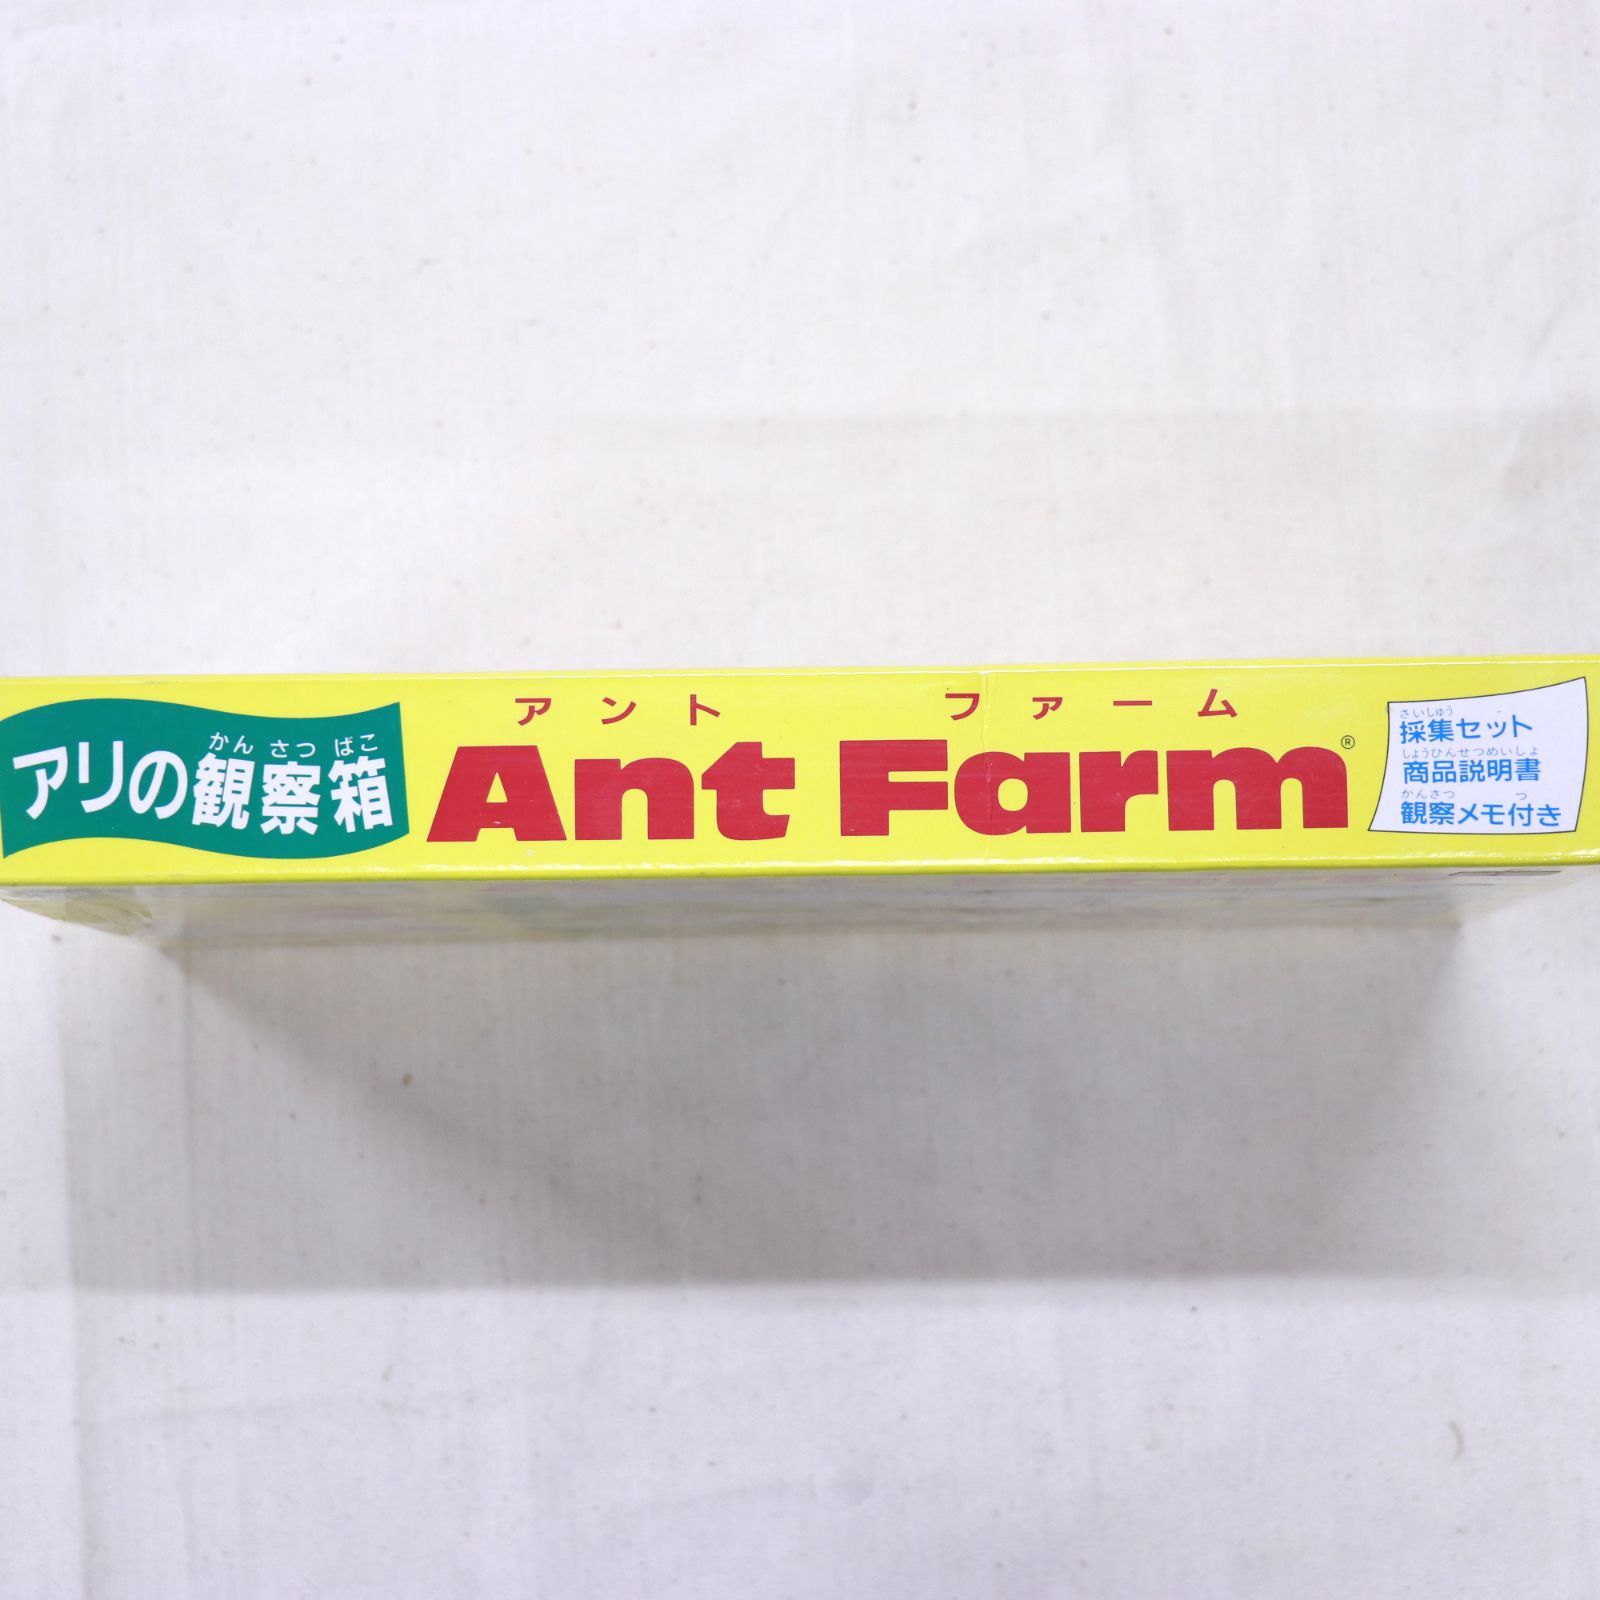 かん さつ ばこ
アリの観察箱
アント ファーム
Ant Farm®
さいしゅう
採集セット
しょうひんせつめいしょ
商品説明書
かんさつ つ
観察メモ付き